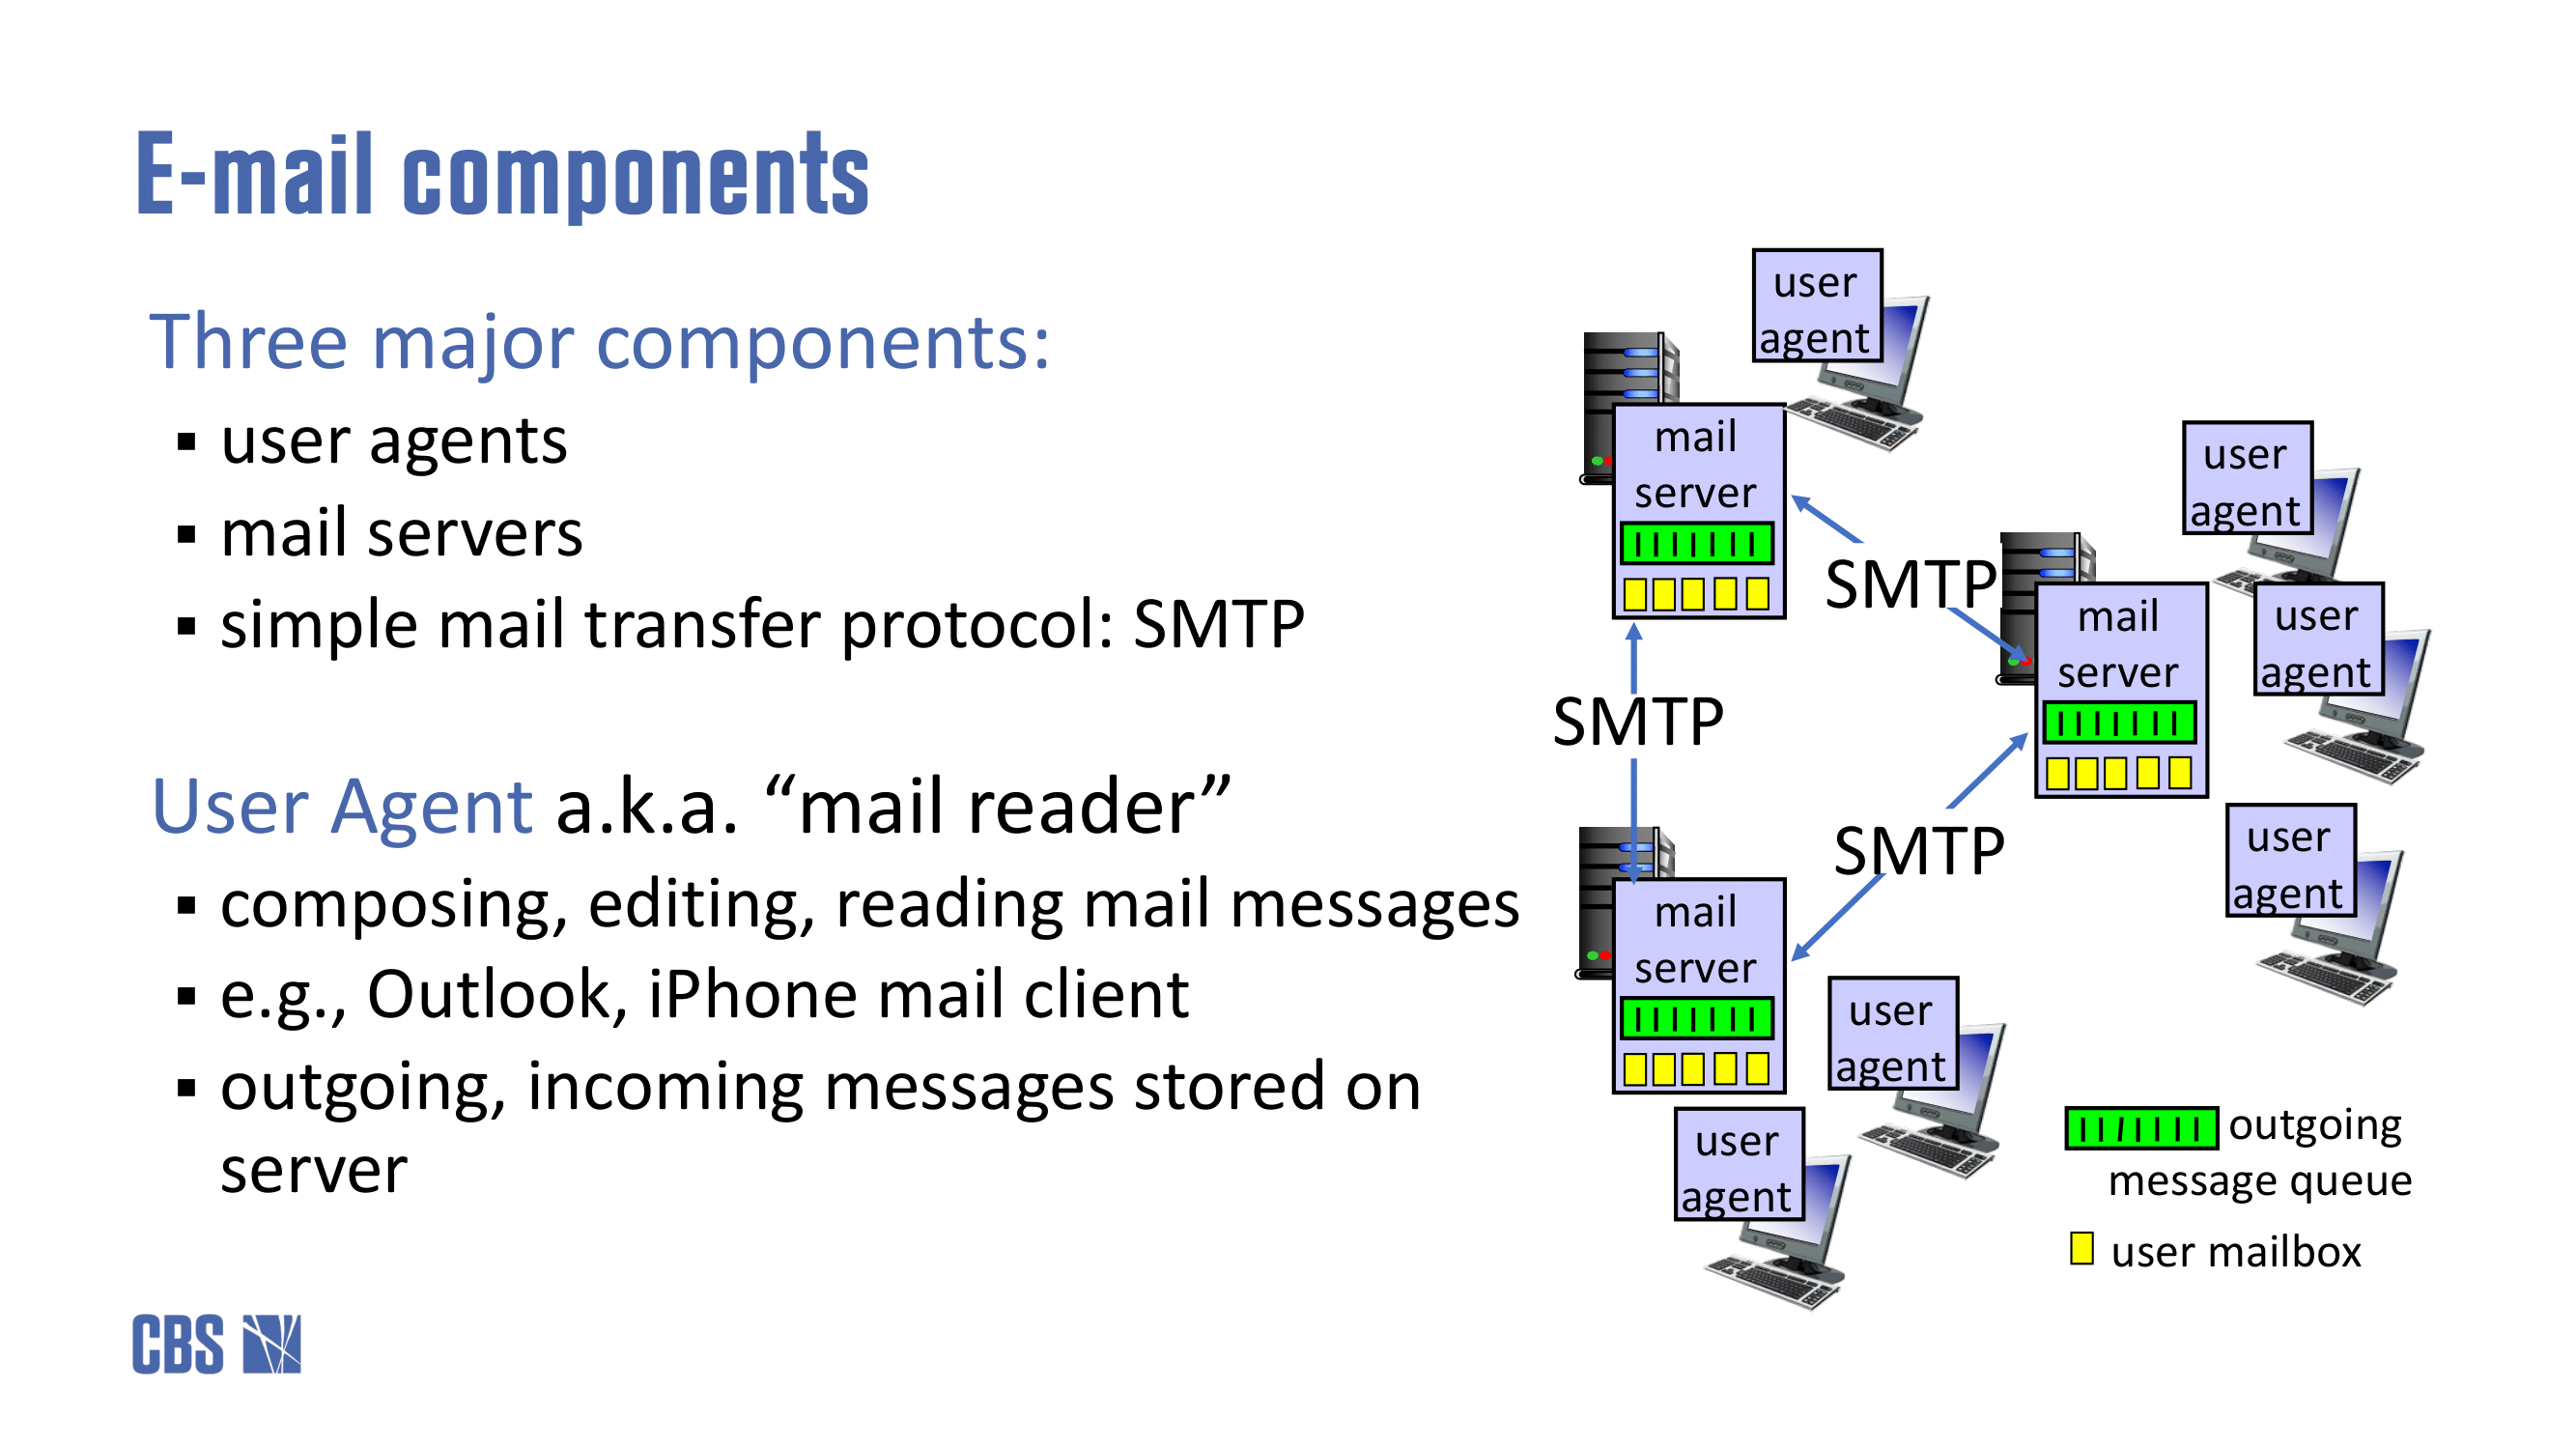 E-mail components
Three major components:
▪ user agents
▪ mail servers
▪ simple mail transfer protocol: SMTP
User Agent a.k.a. “mail reader”
▪ composing, editing, reading mail messages
▪ e.g., Outlook, iPhone mail client
▪ outgoing, incoming messages stored on
server
user
agent
mail
server
SMTP
user
agent
mail
server
user
agent
SMTP
SMTP
user
agent
mail
server
user
agent
user
agent
outgoing
message queue
user mailbox
CBS